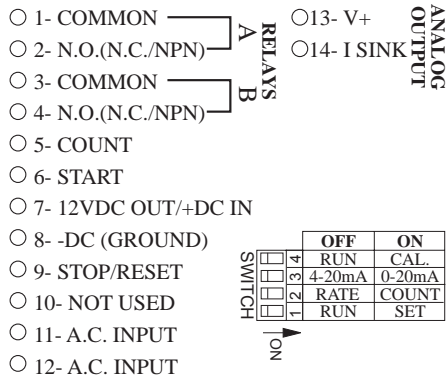 1- COMMON
2- N.O.(N.C./NPN)
3- COMMON
4- N.O.(N.C./NPN)
5- COUNT
6- START
7- 12VDC OUT/+DC IN
8- -DC (GROUND)
9- STOP/RESET
10- NOT USED
11- A.C. INPUT
12- A.C. INPUT
A
B
RELAYS
13- V+
14- I SINK
ANALOG
OUTPUT
SWITCH
OFF ON
4 RUN CAL.
3 4-20mA 0-20mA
2 RATE COUNT
1 RUN SET
ON